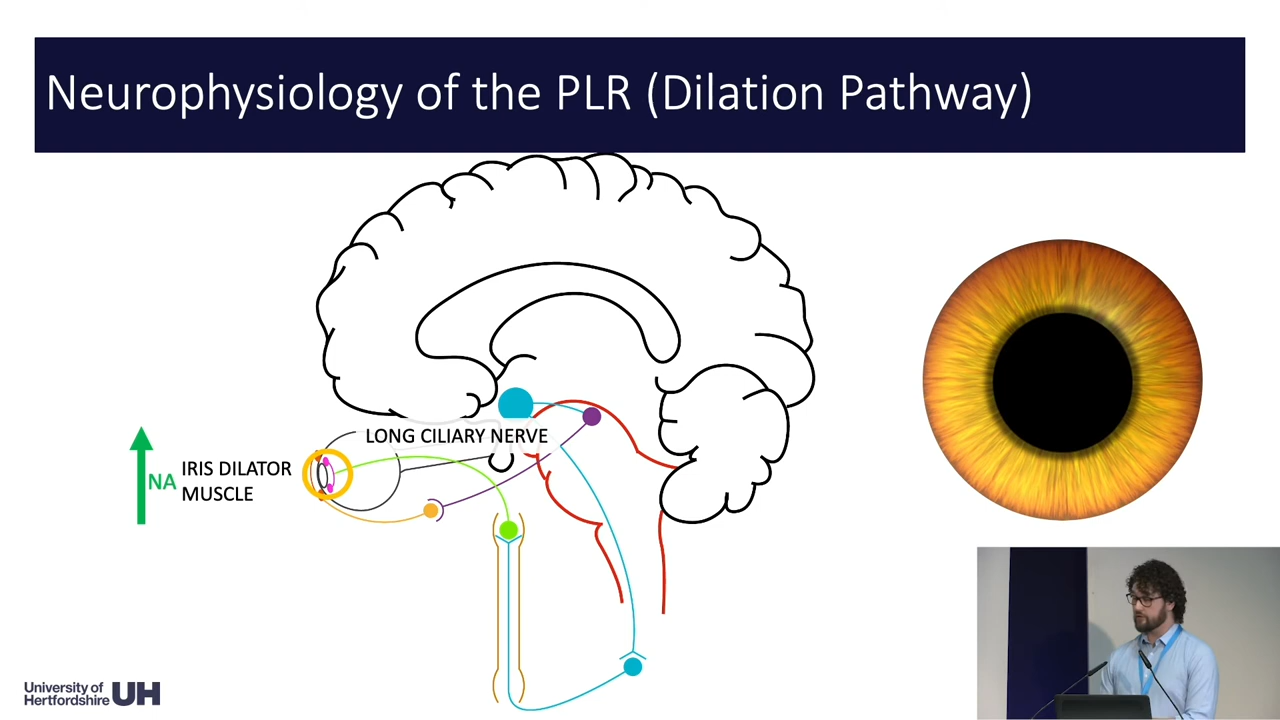 Neurophysiology of the PLR (Dilation Pathway)
LONG CILIARY NERVE
NA
IRIS DILATOR
MUSCLE
University of
Hertfordshire
UH